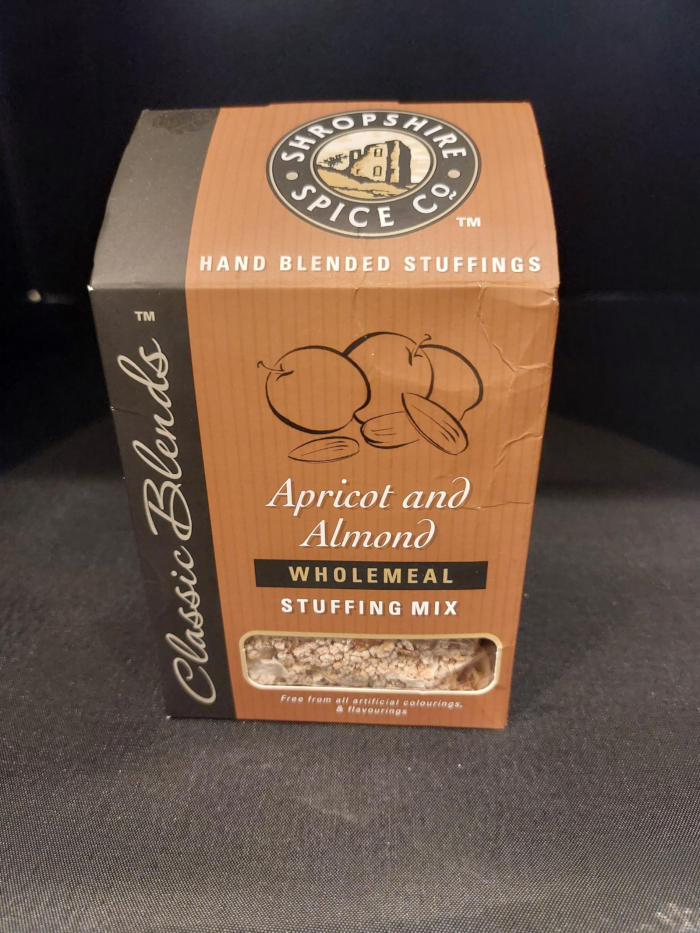 SHROPSHIRE
SPICE CO.
TM
HAND BLENDED STUFFINGS
TM
Classic Blends
Apricot and
Almond
WHOLEMEAL
STUFFING MIX
Free from all artificial colourings,
& flavourings